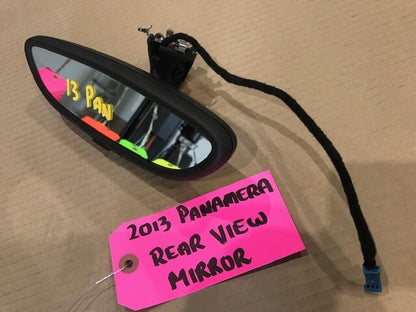 13 PAN
2013 PANAMERA
REAR VIEW
MIRROR